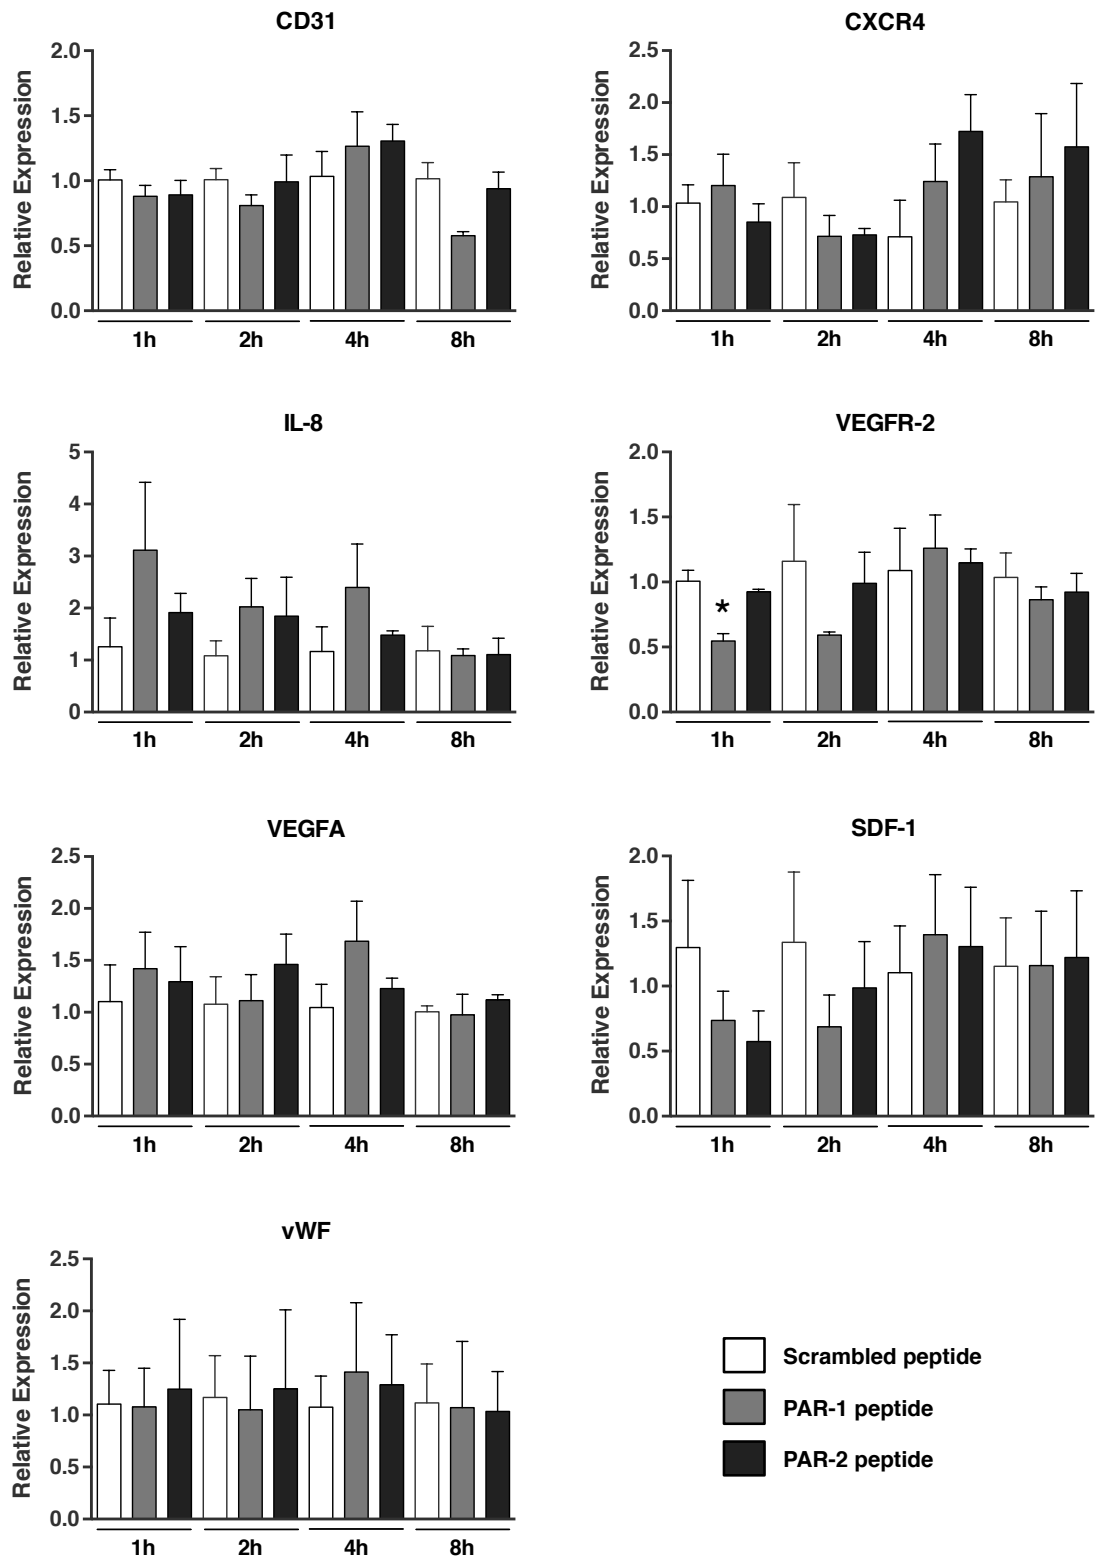 CD31
Relative Expression
2.0
1.5
1.0
0.5
0.0
1h 2h 4h 8h
CXCR4
Relative Expression
2.5
2.0
1.5
1.0
0.5
0.0
1h 2h 4h 8h
IL-8
Relative Expression
5
4
3
2
1
0
1h 2h 4h 8h
VEGFR-2
Relative Expression
2.0
1.5
1.0
0.5
0.0
*
1h 2h 4h 8h
VEGFA
Relative Expression
2.5
2.0
1.5
1.0
0.5
0.0
1h 2h 4h 8h
SDF-1
Relative Expression
2.0
1.5
1.0
0.5
0.0
1h 2h 4h 8h
vWF
Relative Expression
2.5
2.0
1.5
1.0
0.5
0.0
1h 2h 4h 8h
Scrambled peptide
PAR-1 peptide
PAR-2 peptide